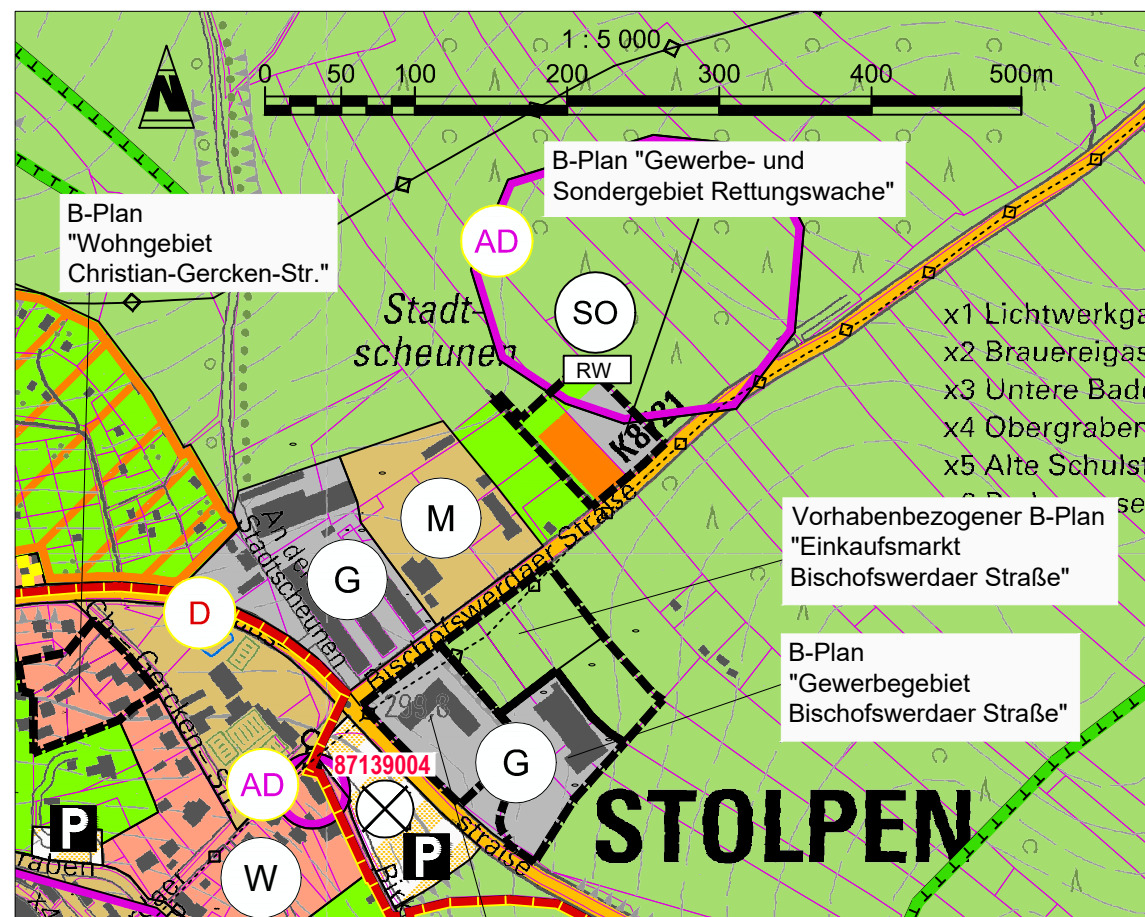 1 : 5 000
0 50 100 200 300 400 500m
N
B-Plan "Gewerbe- und
Sondergebiet Rettungswache"
B-Plan
"Wohngebiet
Christian-Gercken-Str."
AD
SO
RW
Stadt-
scheunen
K8721
x1 Lichtwerkga
x2 Brauereigas
x3 Untere Bade
x4 Obergraben
x5 Alte Schulst
M
G
An der
Stadtscheunen
Bischofswerdaer Straße
Vorhabenbezogener B-Plan
"Einkaufsmarkt
Bischofswerdaer Straße"
D
B-Plan
"Gewerbegebiet
Bischofswerdaer Straße"
299.8
G
87139004
AD
STOLPEN
P
P
straße
W
raben
x4